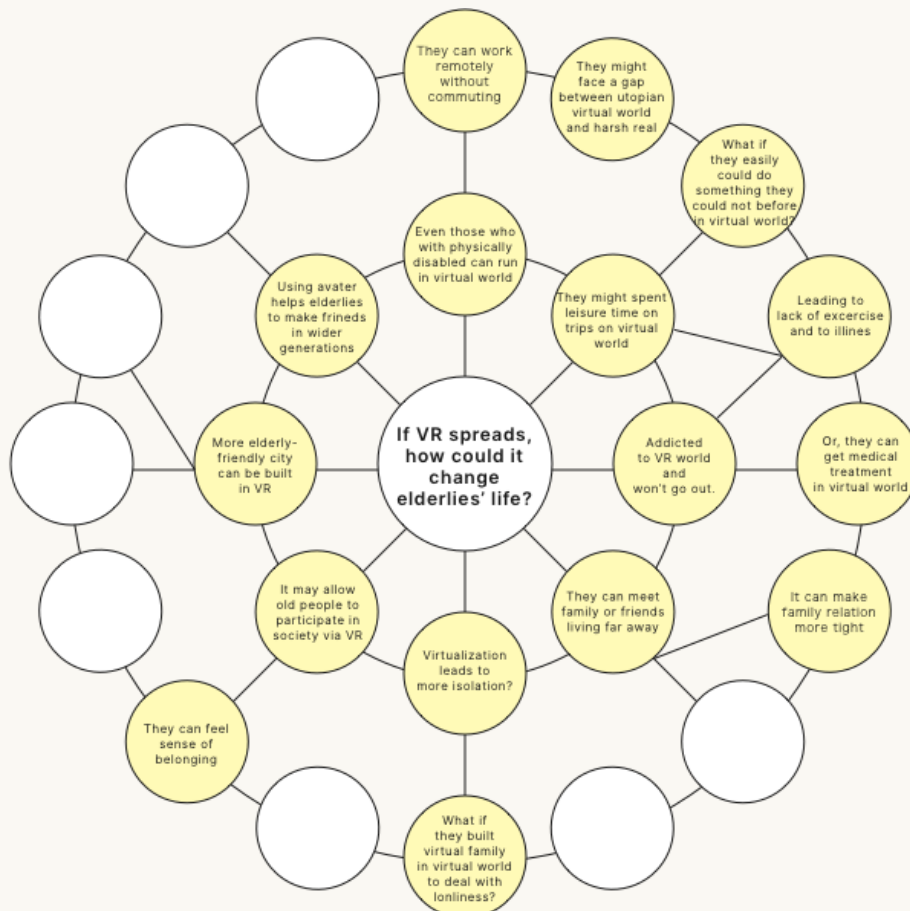 They can work
remotely
without
commuting
They might
face a gap
between utopian
virtual world
and harsh real
What if
they easily
could do
something they
could not before
in virtual world?
Even those who
with physically
disabled can run
in virtual world
Using avater
helps elderlies
to make frineds
in wider
generations
They might spent
leisure time on
trips on virtual
world
Leading to
lack of excercise
and to illines
If VR spreads,
how could it
change
elderlies' life?
More elderly-
friendly city
can be built
in VR
Addicted
to VR world
and
won't go out.
Or, they can
get medical
treatment
in virtual world
It may allow
old people to
participate in
society via VR
They can meet
family or friends
living far away
It can make
family relation
more tight
Virtualization
leads to
more isolation?
They can feel
sense of
belonging
What if
they built
virtual family
in virtual world
to deal with
lonliness?